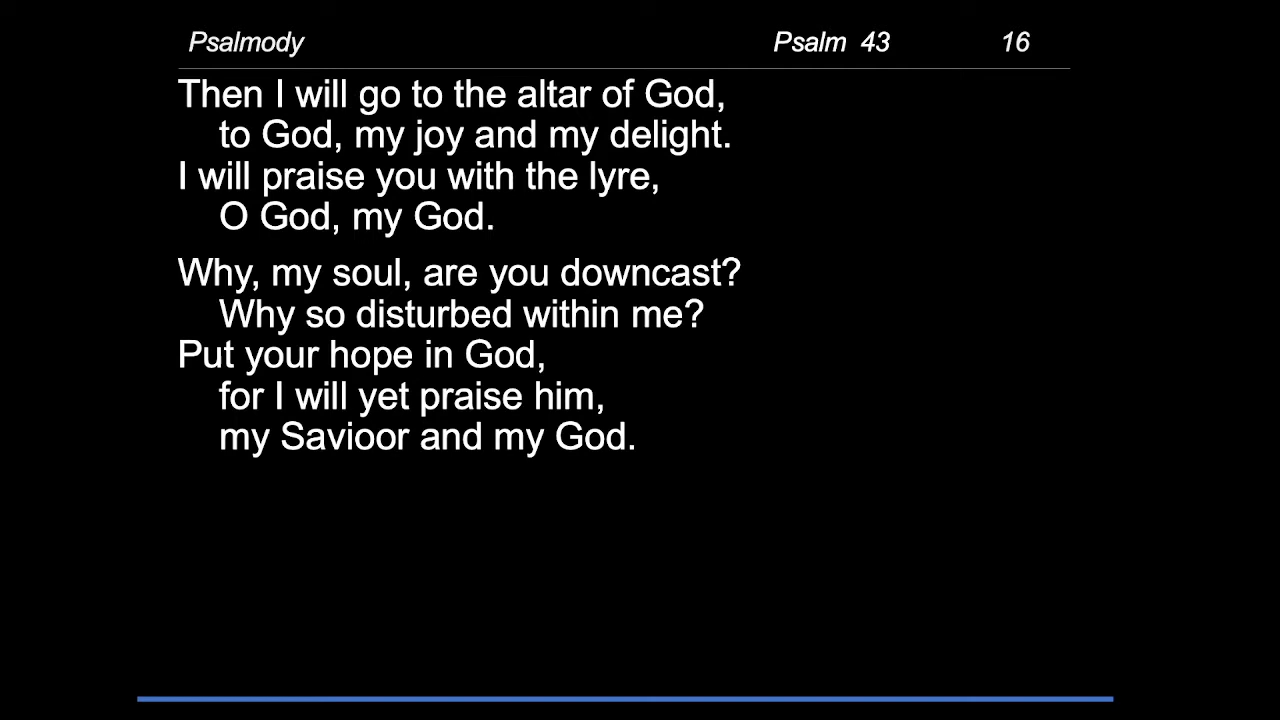 Psalmody Psalm 43 16
Then I will go to the altar of God,
to God, my joy and my delight.
I will praise you with the lyre,
O God, my God.
Why, my soul, are you downcast?
Why so disturbed within me?
Put your hope in God,
for I will yet praise him,
my Savioor and my God.